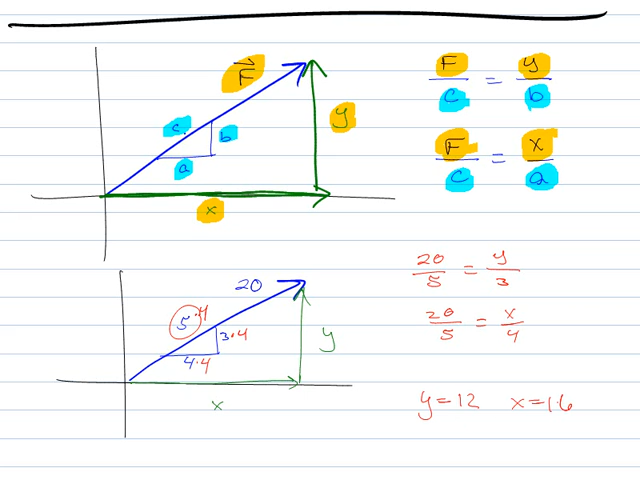 F
F/c = y/b
c
y
b
a
F/c = x/a
x
20
20/5 = y/3
5·4
3·4
y
20/5 = x/4
4·4
x
y=12 x=16